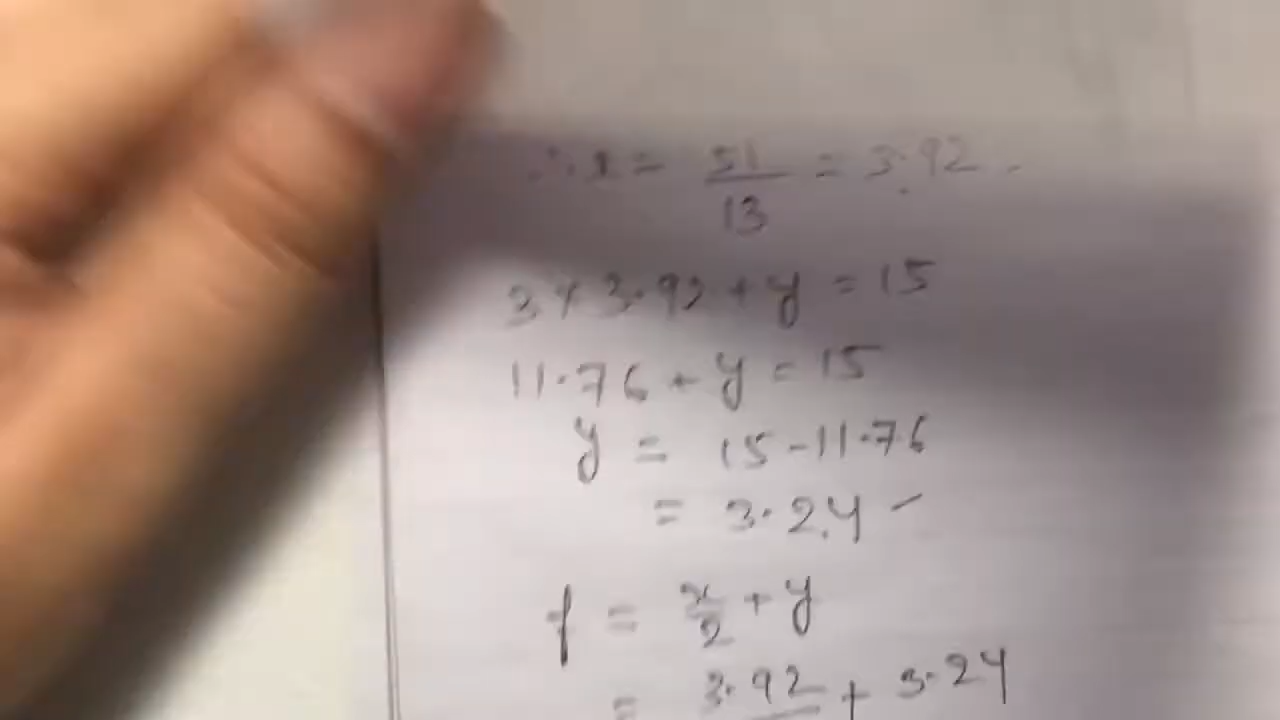 ∴ x = 51/13 = 3.92
3 × 3.92 + y = 15
11.76 + y = 15
y = 15 - 11.76
= 3.24
f = x/2 + y
= 3.92/ + 3.24